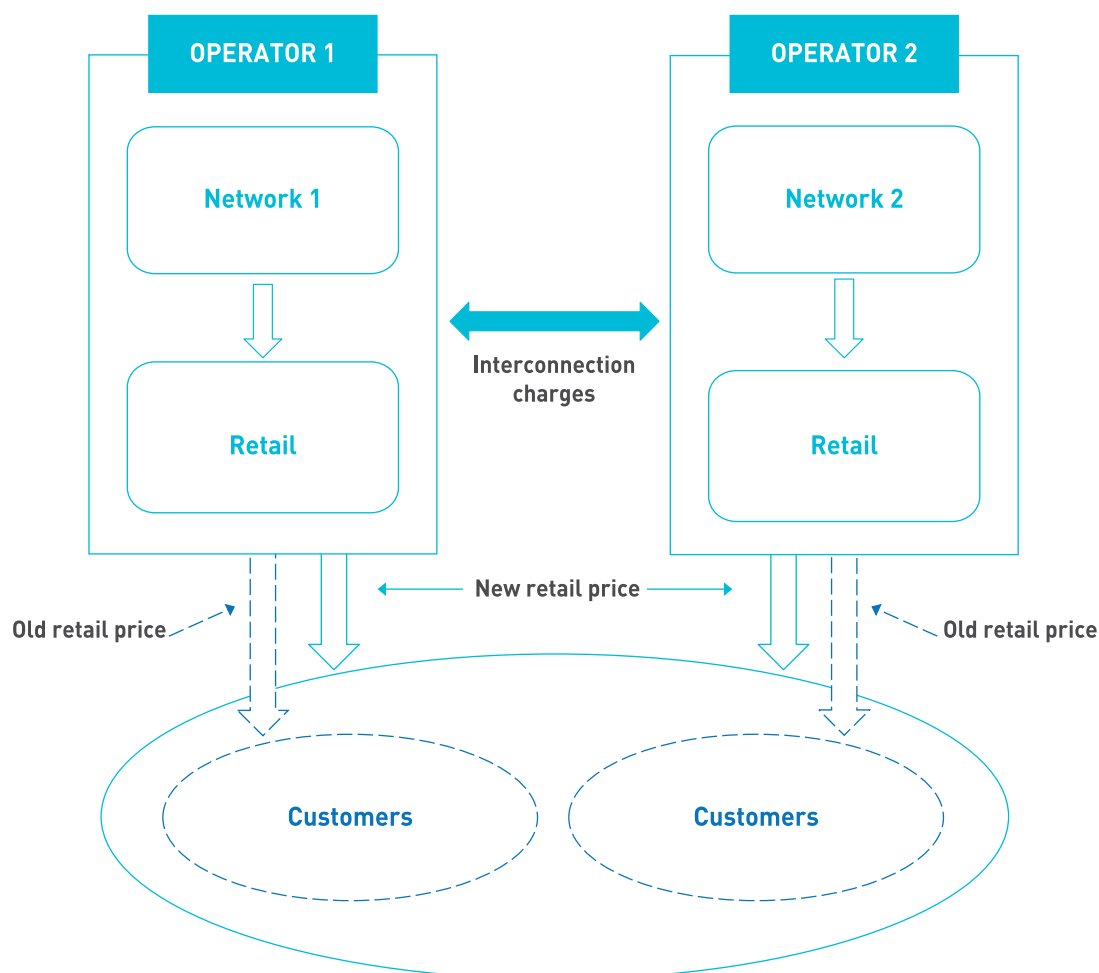 OPERATOR 1
OPERATOR 2
Network 1
Network 2
Interconnection
charges
Retail
Retail
New retail price
Old retail price
Old retail price
Customers
Customers